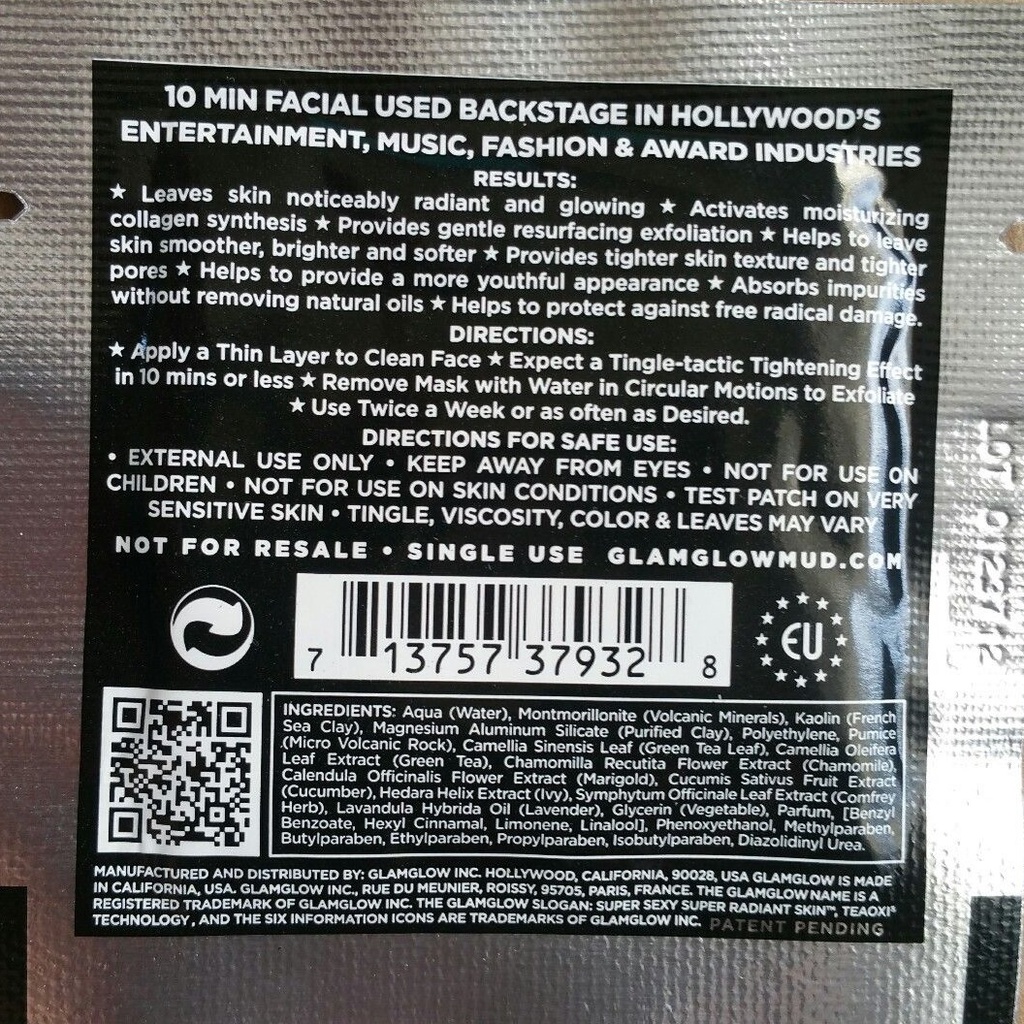 10 MIN FACIAL USED BACKSTAGE IN HOLLYWOOD'S
ENTERTAINMENT, MUSIC, FASHION & AWARD INDUSTRIES
RESULTS:
★ Leaves skin noticeably radiant and glowing ★ Activates moisturizing
collagen synthesis ★ Provides gentle resurfacing exfoliation ★ Helps to leave
skin smoother, brighter and softer ★ Provides tighter skin texture and tighter
pores ★ Helps to provide a more youthful appearance ★ Absorbs impurities
without removing natural oils ★ Helps to protect against free radical damage.
DIRECTIONS:
★ Apply a Thin Layer to Clean Face ★ Expect a Tingle-tactic Tightening Effect
in 10 mins or less ★ Remove Mask with Water in Circular Motions to Exfoliate
★ Use Twice a Week or as often as Desired.
DIRECTIONS FOR SAFE USE:
• EXTERNAL USE ONLY • KEEP AWAY FROM EYES • NOT FOR USE ON
CHILDREN • NOT FOR USE ON SKIN CONDITIONS • TEST PATCH ON VERY
SENSITIVE SKIN • TINGLE, VISCOSITY, COLOR & LEAVES MAY VARY
NOT FOR RESALE • SINGLE USE GLAMGLOWMUD.COM
7 13757 37932 8
EU
INGREDIENTS: Aqua (Water), Montmorillonite (Volcanic Minerals), Kaolin (French
Sea Clay), Magnesium Aluminum Silicate (Purified Clay), Polyethylene, Pumice
(Micro Volcanic Rock), Camellia Sinensis Leaf (Green Tea Leaf), Camellia Oleifera
Leaf Extract (Green Tea), Chamomilla Recutita Flower Extract (Chamomile),
Calendula Officinalis Flower Extract (Marigold), Cucumis Sativus Fruit Extract
(Cucumber), Hedara Helix Extract (Ivy), Symphytum Officinale Leaf Extract (Comfrey
Herb), Lavandula Hybrida Oil (Lavender), Glycerin (Vegetable), Parfum, [Benzyl
Benzoate, Hexyl Cinnamal, Limonene, Linalool], Phenoxyethanol, Methylparaben,
Butylparaben, Ethylparaben, Propylparaben, Isobutylparaben, Diazolidinyl Urea.
MANUFACTURED AND DISTRIBUTED BY: GLAMGLOW INC. HOLLYWOOD, CALIFORNIA, 90028, USA GLAMGLOW IS MADE
IN CALIFORNIA, USA. GLAMGLOW INC., RUE DU MEUNIER, ROISSY, 95705, PARIS, FRANCE. THE GLAMGLOW NAME IS A
REGISTERED TRADEMARK OF GLAMGLOW INC. THE GLAMGLOW SLOGAN: SUPER SEXY SUPER RADIANT SKIN™, TEAOXI®
TECHNOLOGY, AND THE SIX INFORMATION ICONS ARE TRADEMARKS OF GLAMGLOW INC. PATENT PENDING